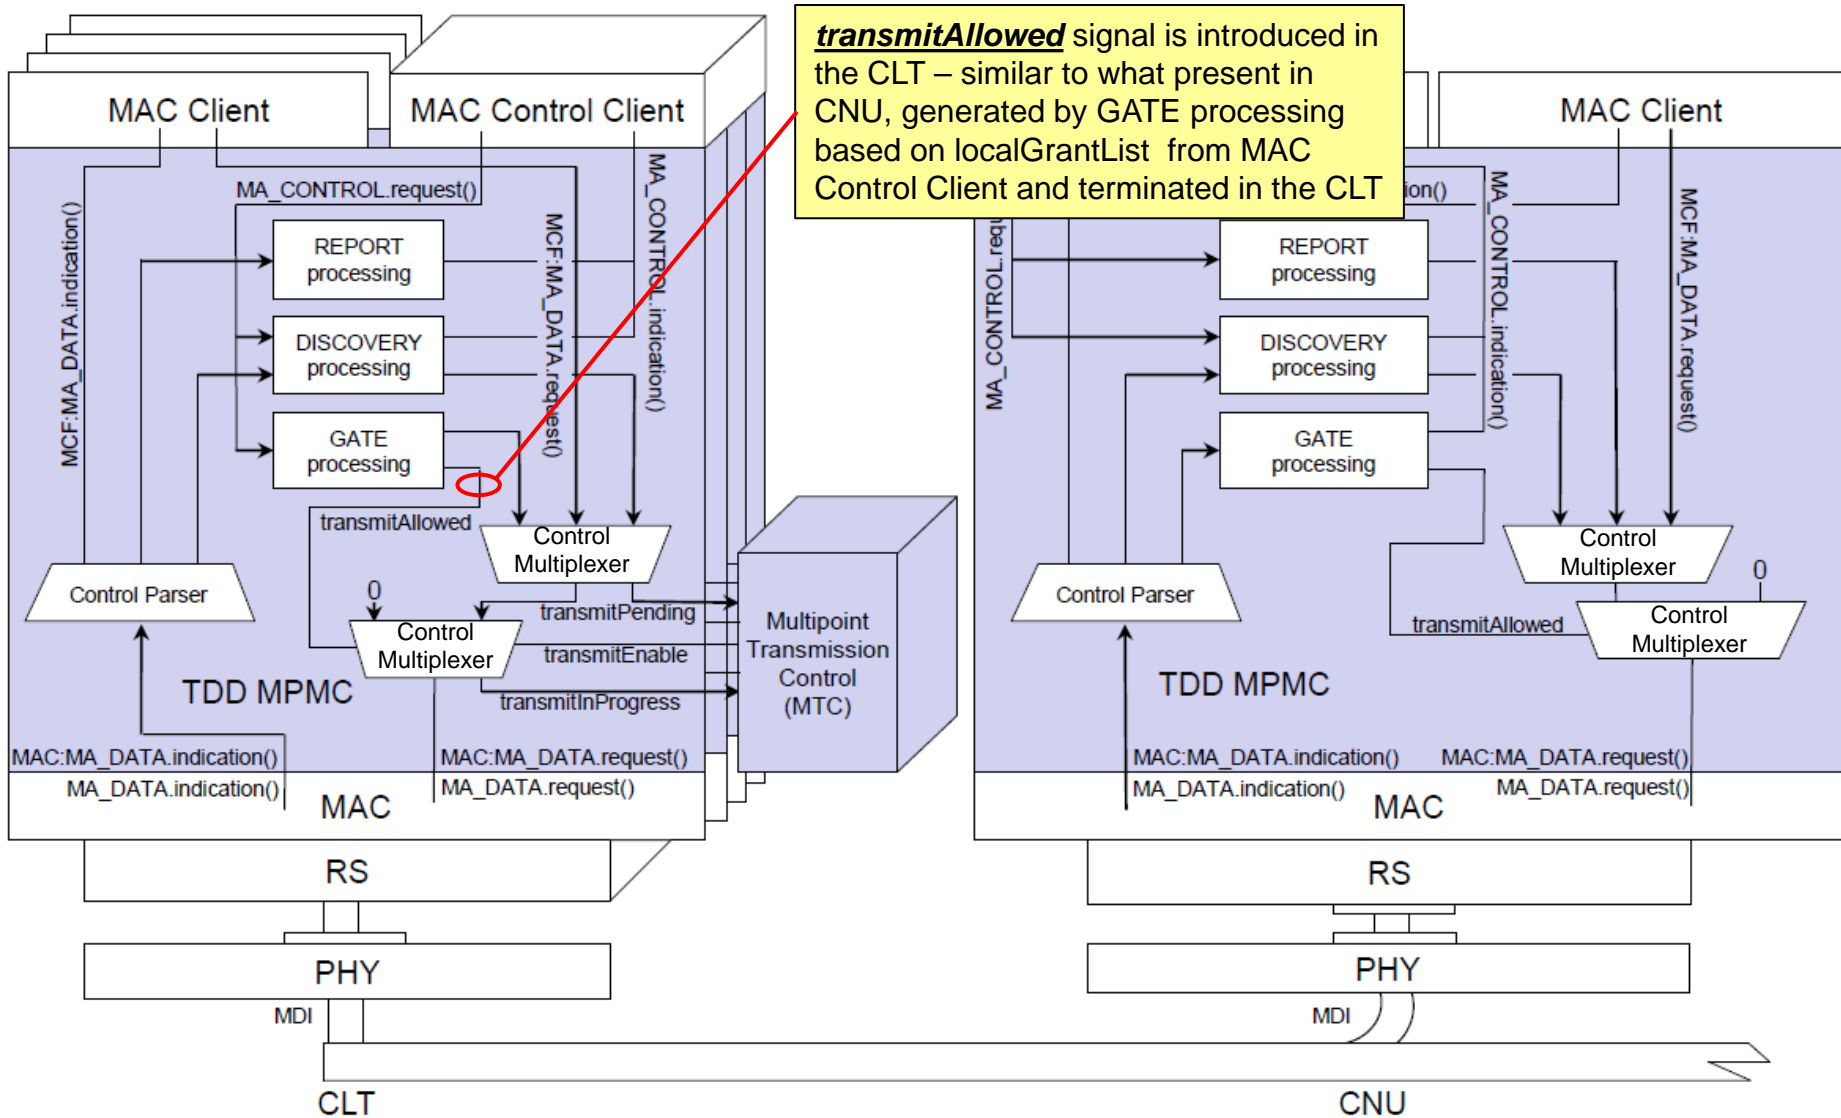 transmitAllowed signal is introduced in
the CLT – similar to what present in
CNU, generated by GATE processing
based on localGrantList from MAC
Control Client and terminated in the CLT
MAC Client
MAC Control Client
MA_CONTROL.request()
MCF:MA_DATA.indication()
MCF:MA_DATA.request()
MA_CONTROL.indication()
REPORT
processing
DISCOVERY
processing
GATE
processing
transmitAllowed
Control
Multiplexer
Control Parser
0
transmitPending
Control
Multiplexer
transmitEnable
transmitInProgress
Multipoint
Transmission
Control
(MTC)
TDD MPMC
MAC:MA_DATA.indication()
MAC:MA_DATA.request()
MA_DATA.indication()
MA_DATA.request()
MAC
RS
PHY
MDI
CLT
MAC Client
ion()
MA_CONTROL.requ
MA_CONTROL.indication()
MCF:MA_DATA.request()
REPORT
processing
DISCOVERY
processing
GATE
processing
Control
Multiplexer
0
Control Parser
transmitAllowed
Control
Multiplexer
TDD MPMC
MAC:MA_DATA.indication()
MAC:MA_DATA.request()
MA_DATA.indication()
MA_DATA.request()
MAC
RS
PHY
MDI
CNU